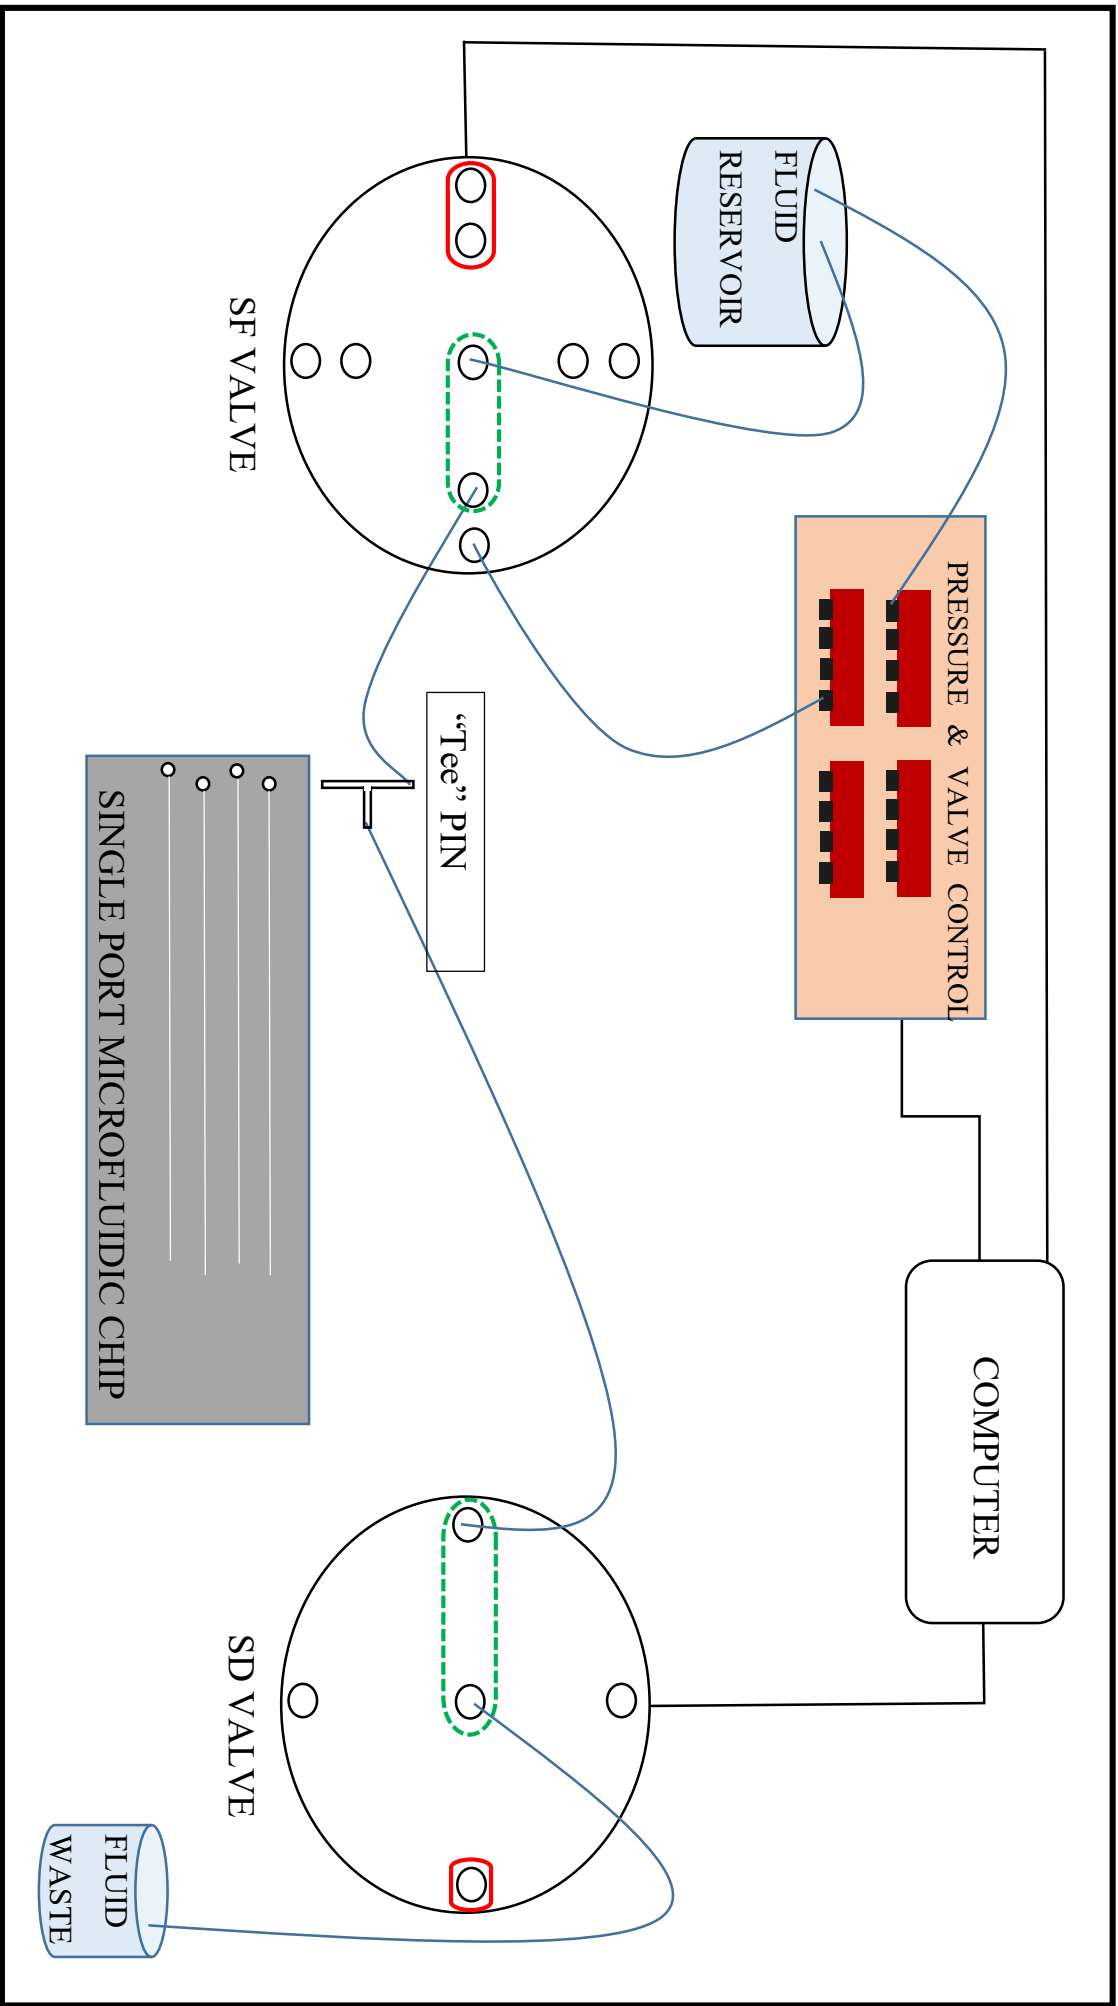 FLUID
RESERVOIR
PRESSURE & VALVE CONTROL
COMPUTER
SF VALVE
“Tee” PIN
SINGLE PORT MICROFLUIDIC CHIP
SD VALVE
FLUID
WASTE